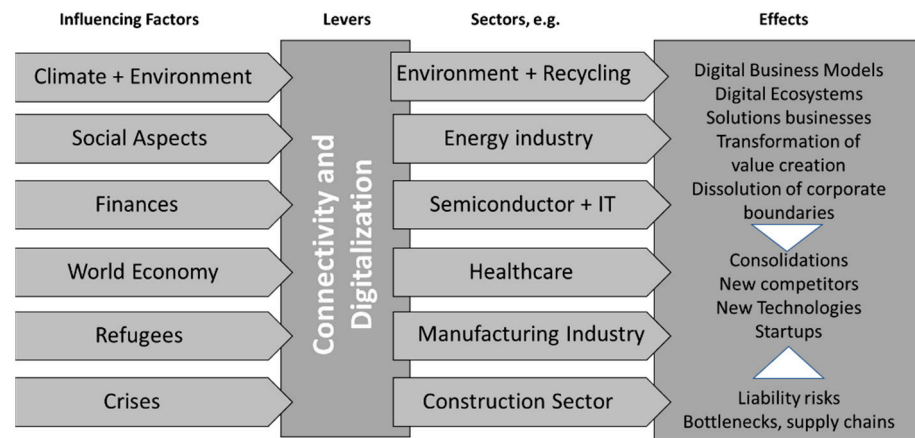 Influencing Factors
Levers
Sectors, e.g.
Effects
Climate + Environment
Social Aspects
Finances
World Economy
Refugees
Crises
Connectivity and
Digitalization
Environment + Recycling
Energy industry
Semiconductor + IT
Healthcare
Manufacturing Industry
Construction Sector
Digital Business Models
Digital Ecosystems
Solutions businesses
Transformation of
value creation
Dissolution of corporate
boundaries
Consolidations
New competitors
New Technologies
Startups
Liability risks
Bottlenecks, supply chains